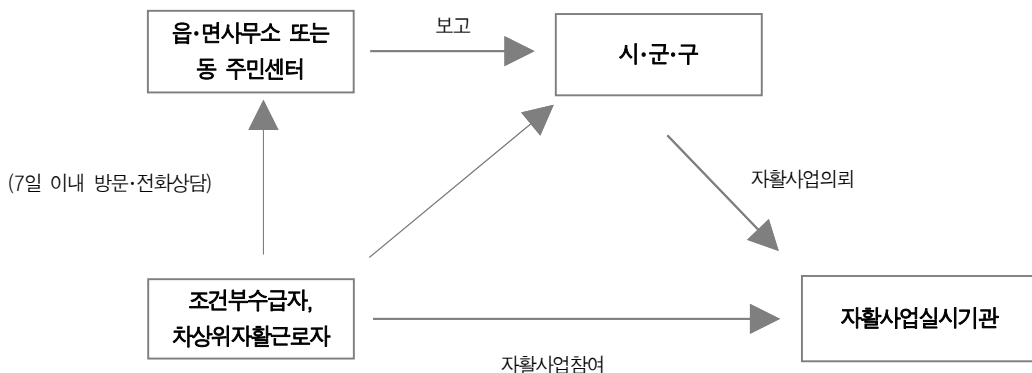 읍·면사무소 또는
동 주민센터
보고
시·군·구
(7일 이내 방문·전화상담)
자활사업의뢰
조건부수급자,
차상위자활근로자
자활사업실시기관
자활사업참여